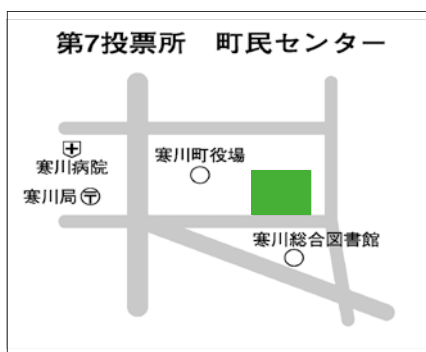 第7投票所　町民センター
寒川町役場
寒川病院
寒川局〒
寒川総合図書館